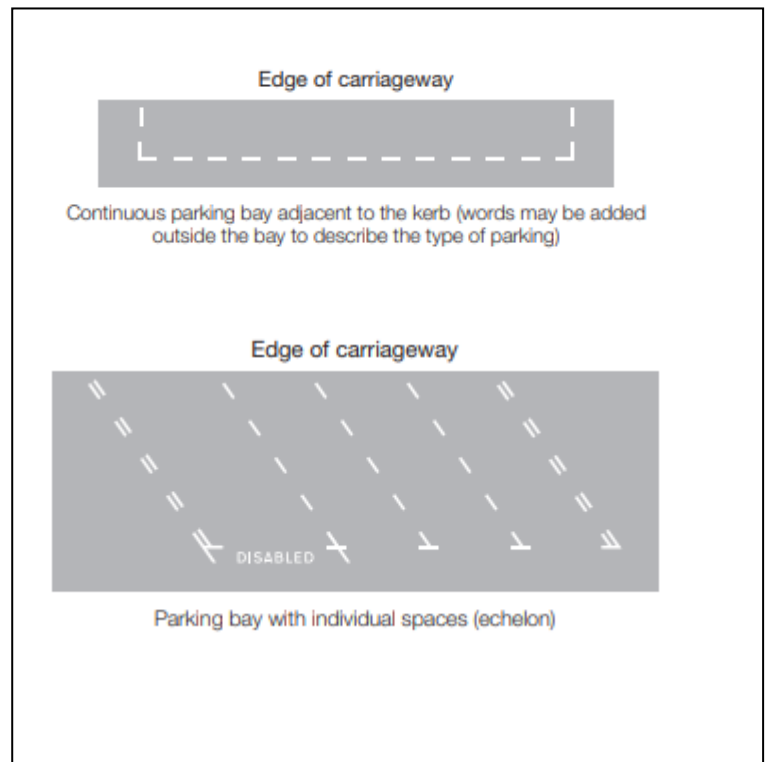 Edge of carriageway
Continuous parking bay adjacent to the kerb (words may be added
outside the bay to describe the type of parking)
Edge of carriageway
DISABLED
Parking bay with individual spaces (echelon)